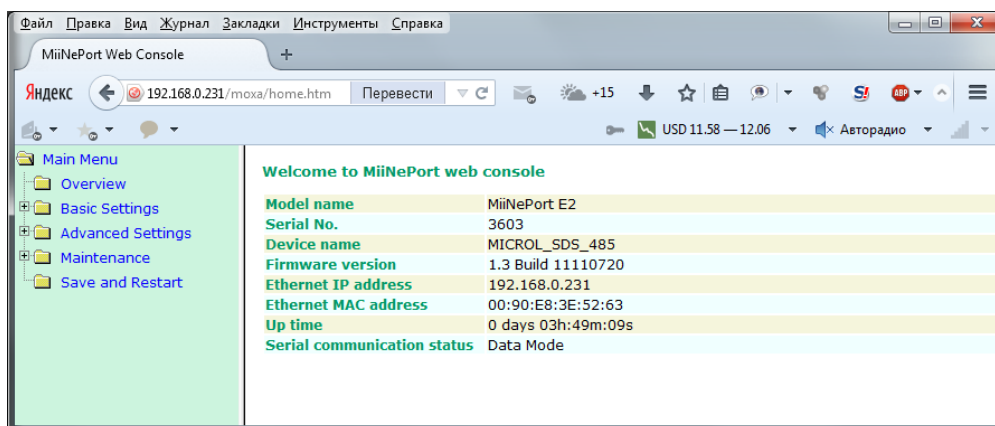 Файл Правка Вид Журнал Закладки Инструменты Справка
MiiNePort Web Console
Яндекс 192.168.0.231/moxa/home.htm Перевести +15 S! ABP
USD 11.58 — 12.06 Авторадио
Main Menu
Overview
Basic Settings
Advanced Settings
Maintenance
Save and Restart
Welcome to MiiNePort web console
Model name MiiNePort E2
Serial No. 3603
Device name MICROL_SDS_485
Firmware version 1.3 Build 11110720
Ethernet IP address 192.168.0.231
Ethernet MAC address 00:90:E8:3E:52:63
Up time 0 days 03h:49m:09s
Serial communication status Data Mode